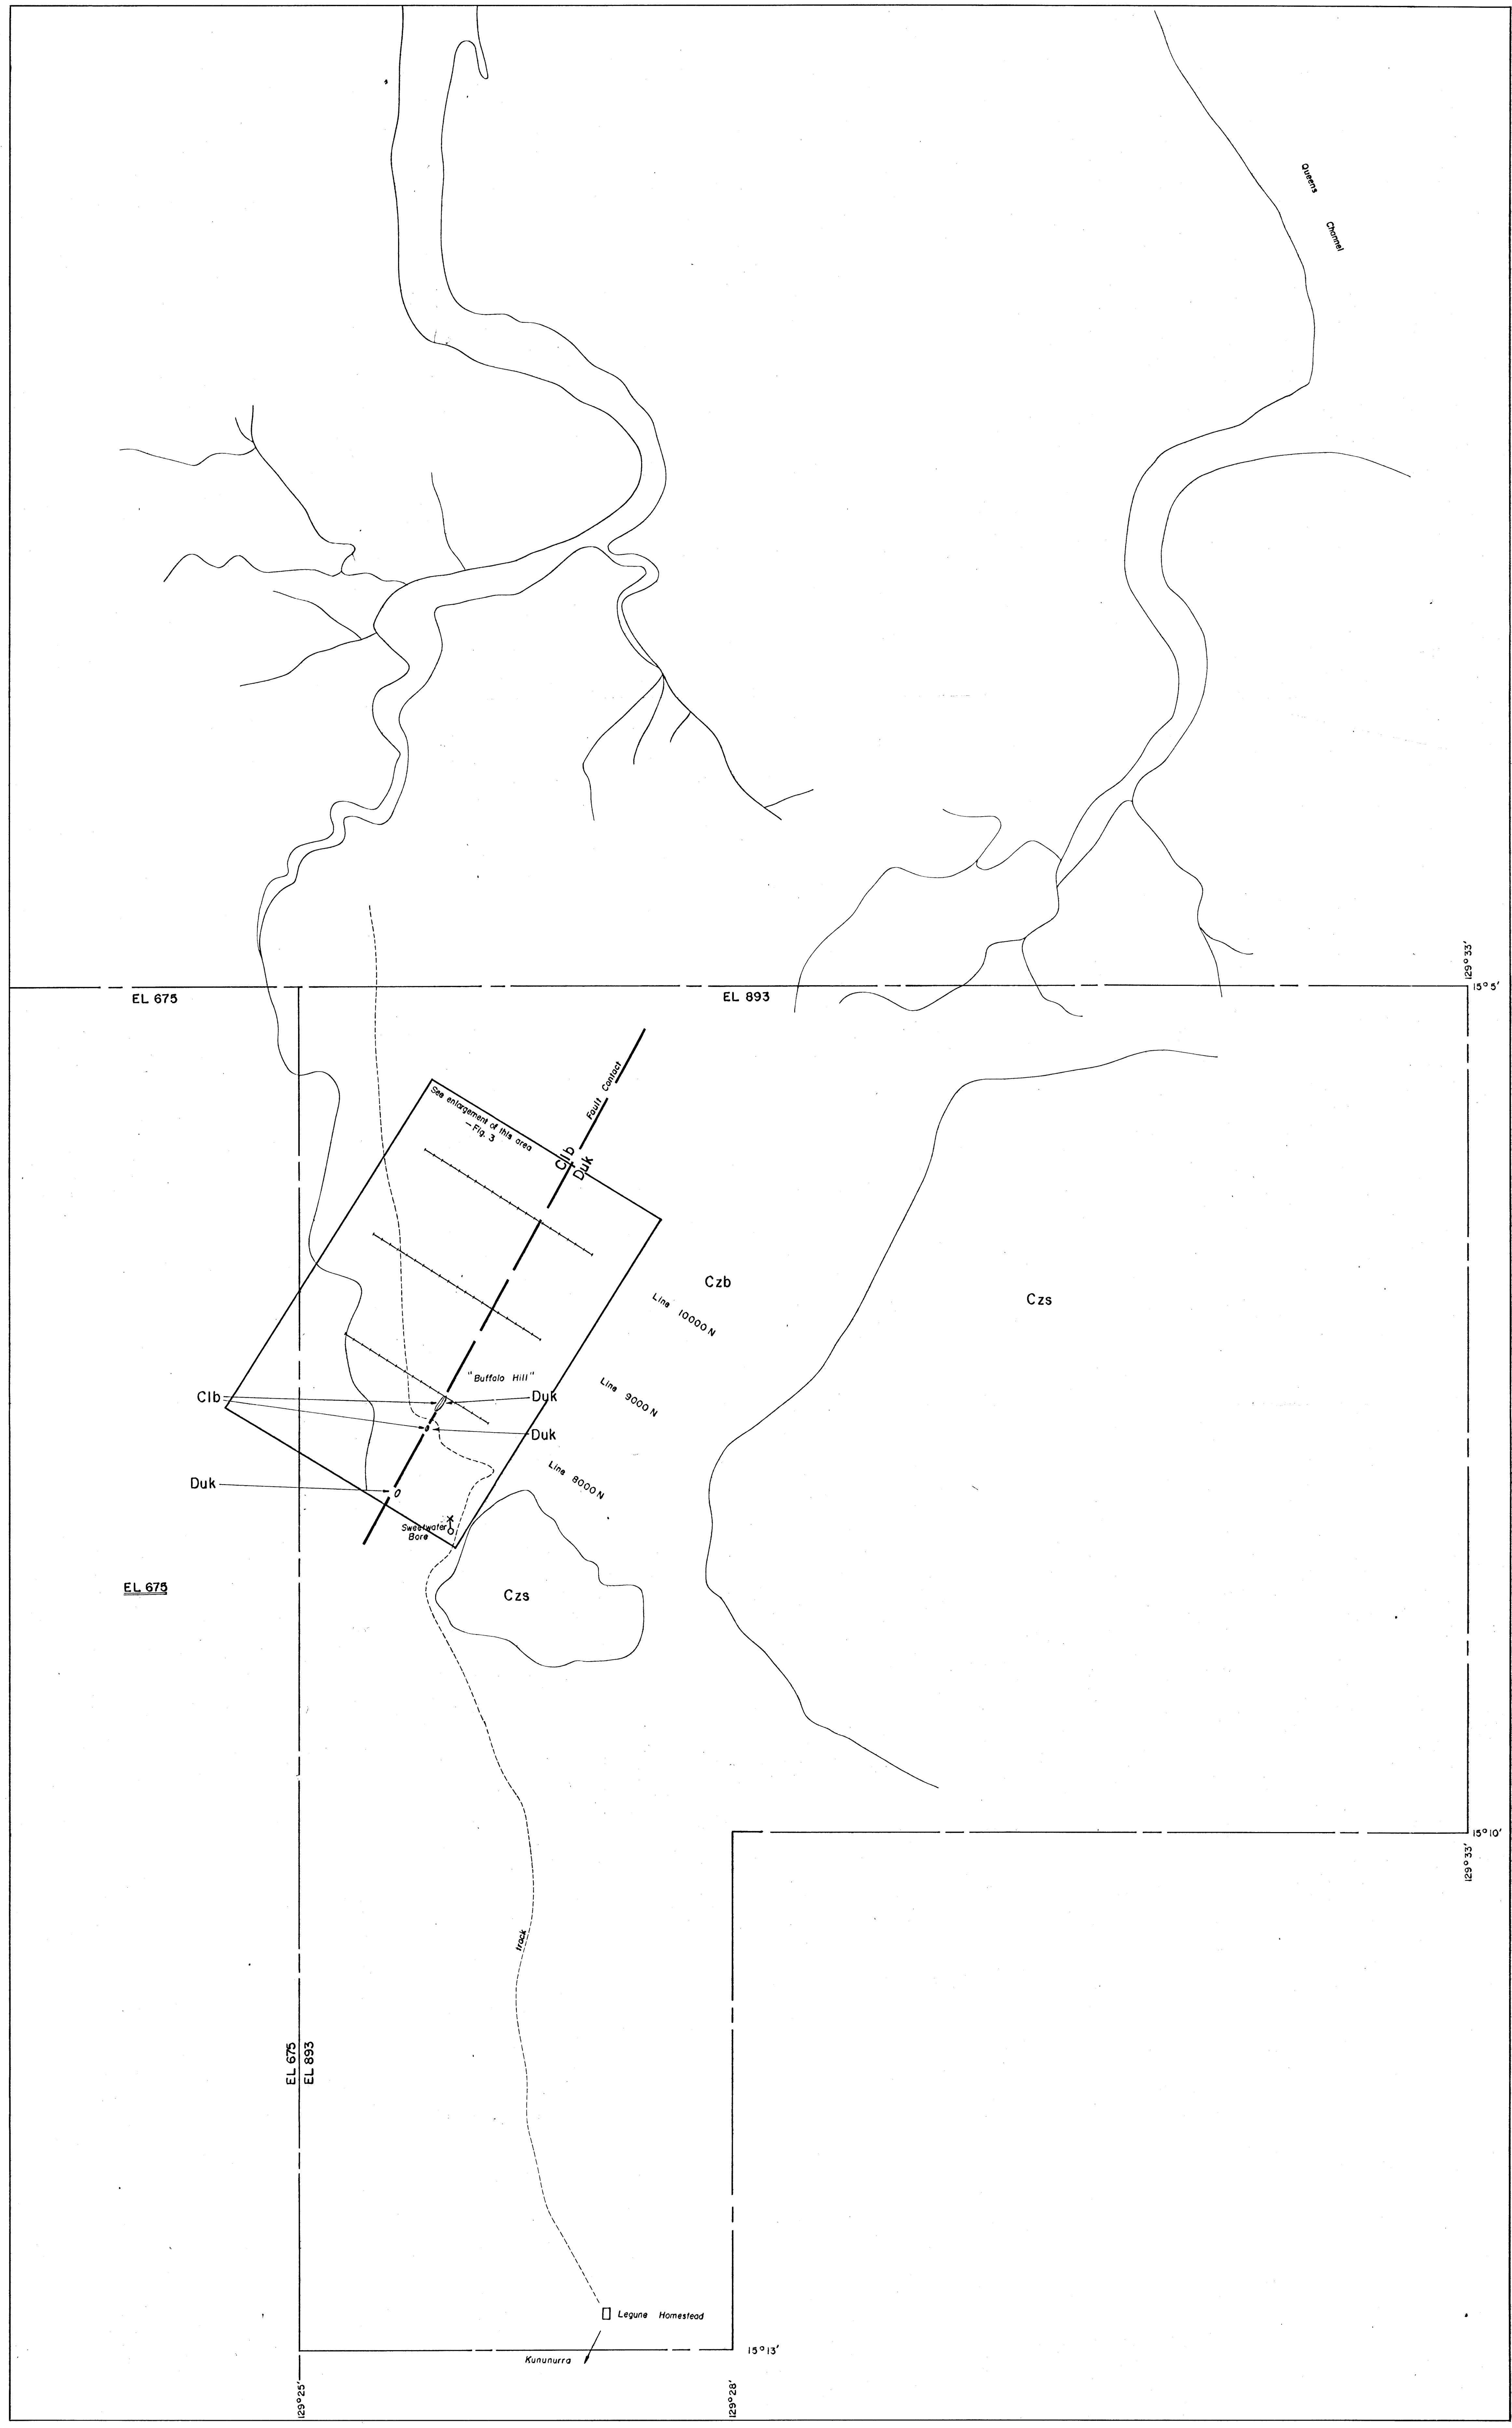 Queens
Channel
129°33'
15°5'
EL 675
EL 893
Fault Contact
See enlargement of this area
—Fig. 3
Clb
Duk
Czb
Czs
Line 10000 N
"Buffalo Hill"
Line 9000 N
Clb
Duk
Duk
Line 8000 N
Duk
Sweetwater
Bore
EL 675
Czs
15°10'
129°33'
track
EL 675
EL 893
Legune Homestead
Kununurra
15°13'
129°25'
129°28'